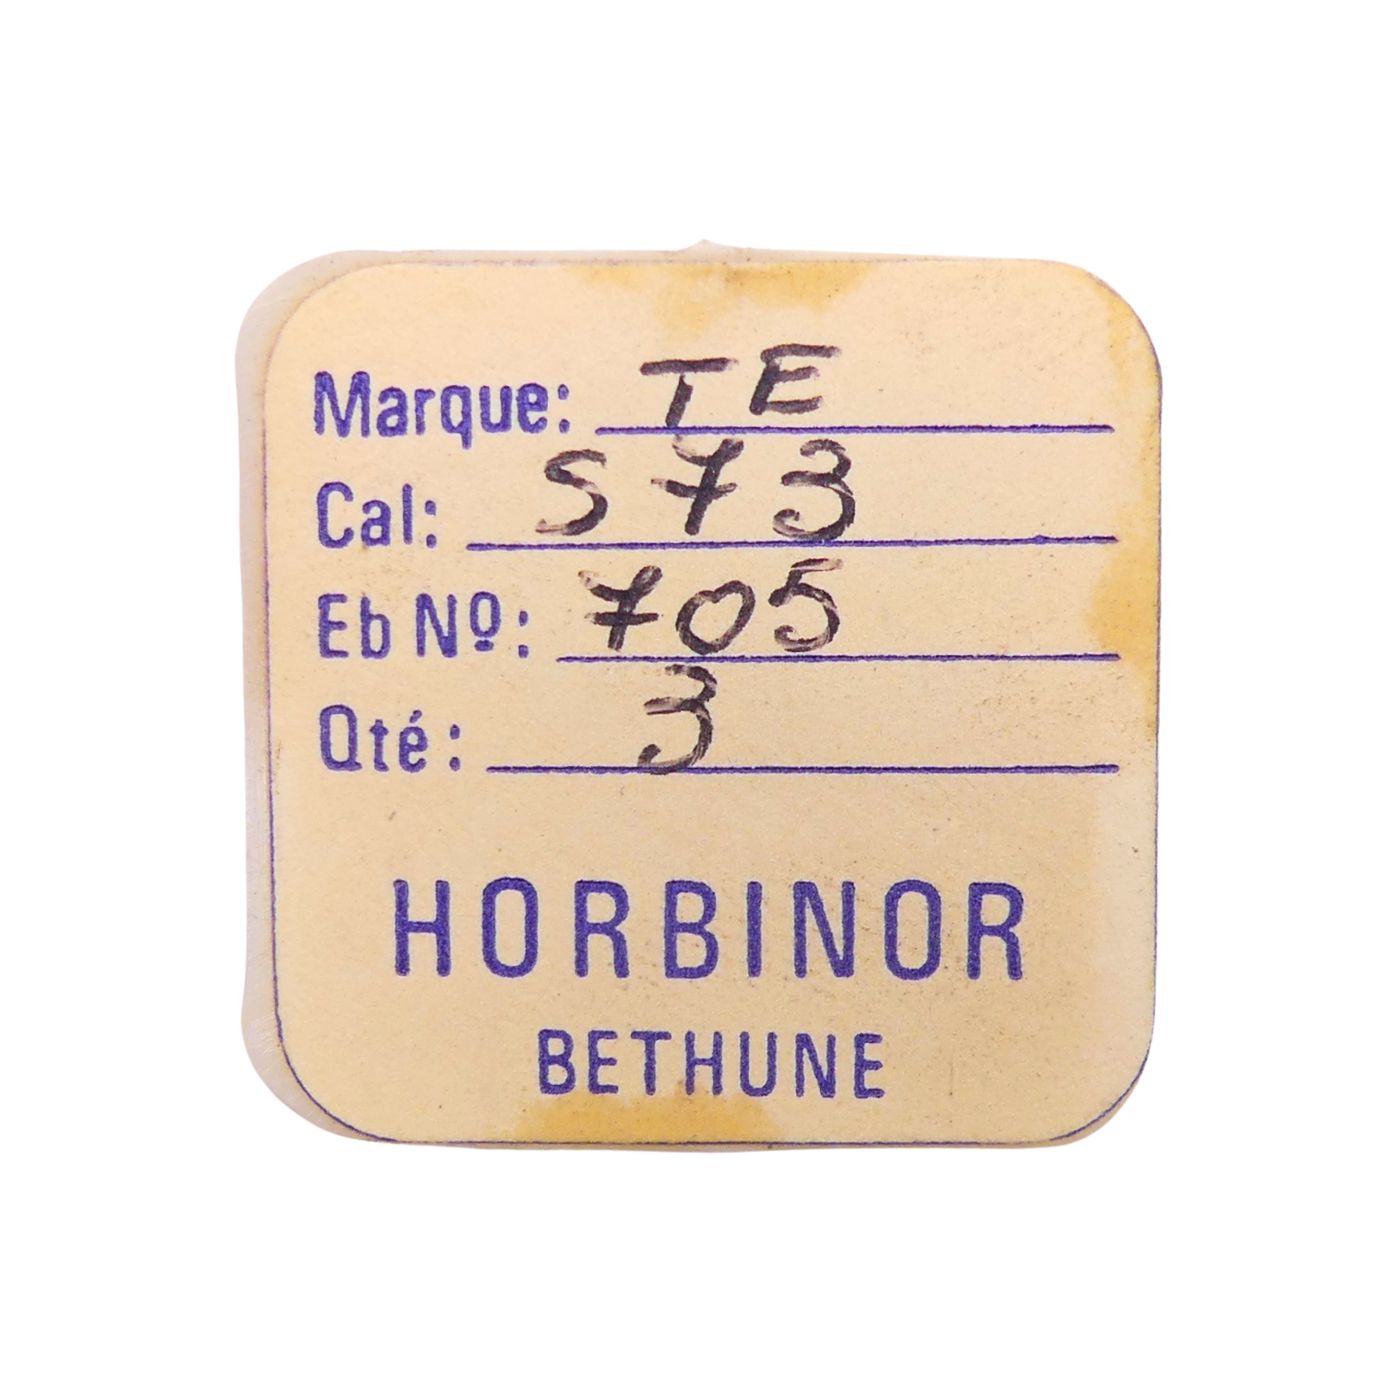 Marque: TE
Cal: 573
Eb Nº: 705
Qté: 3
HORBINOR
BETHUNE